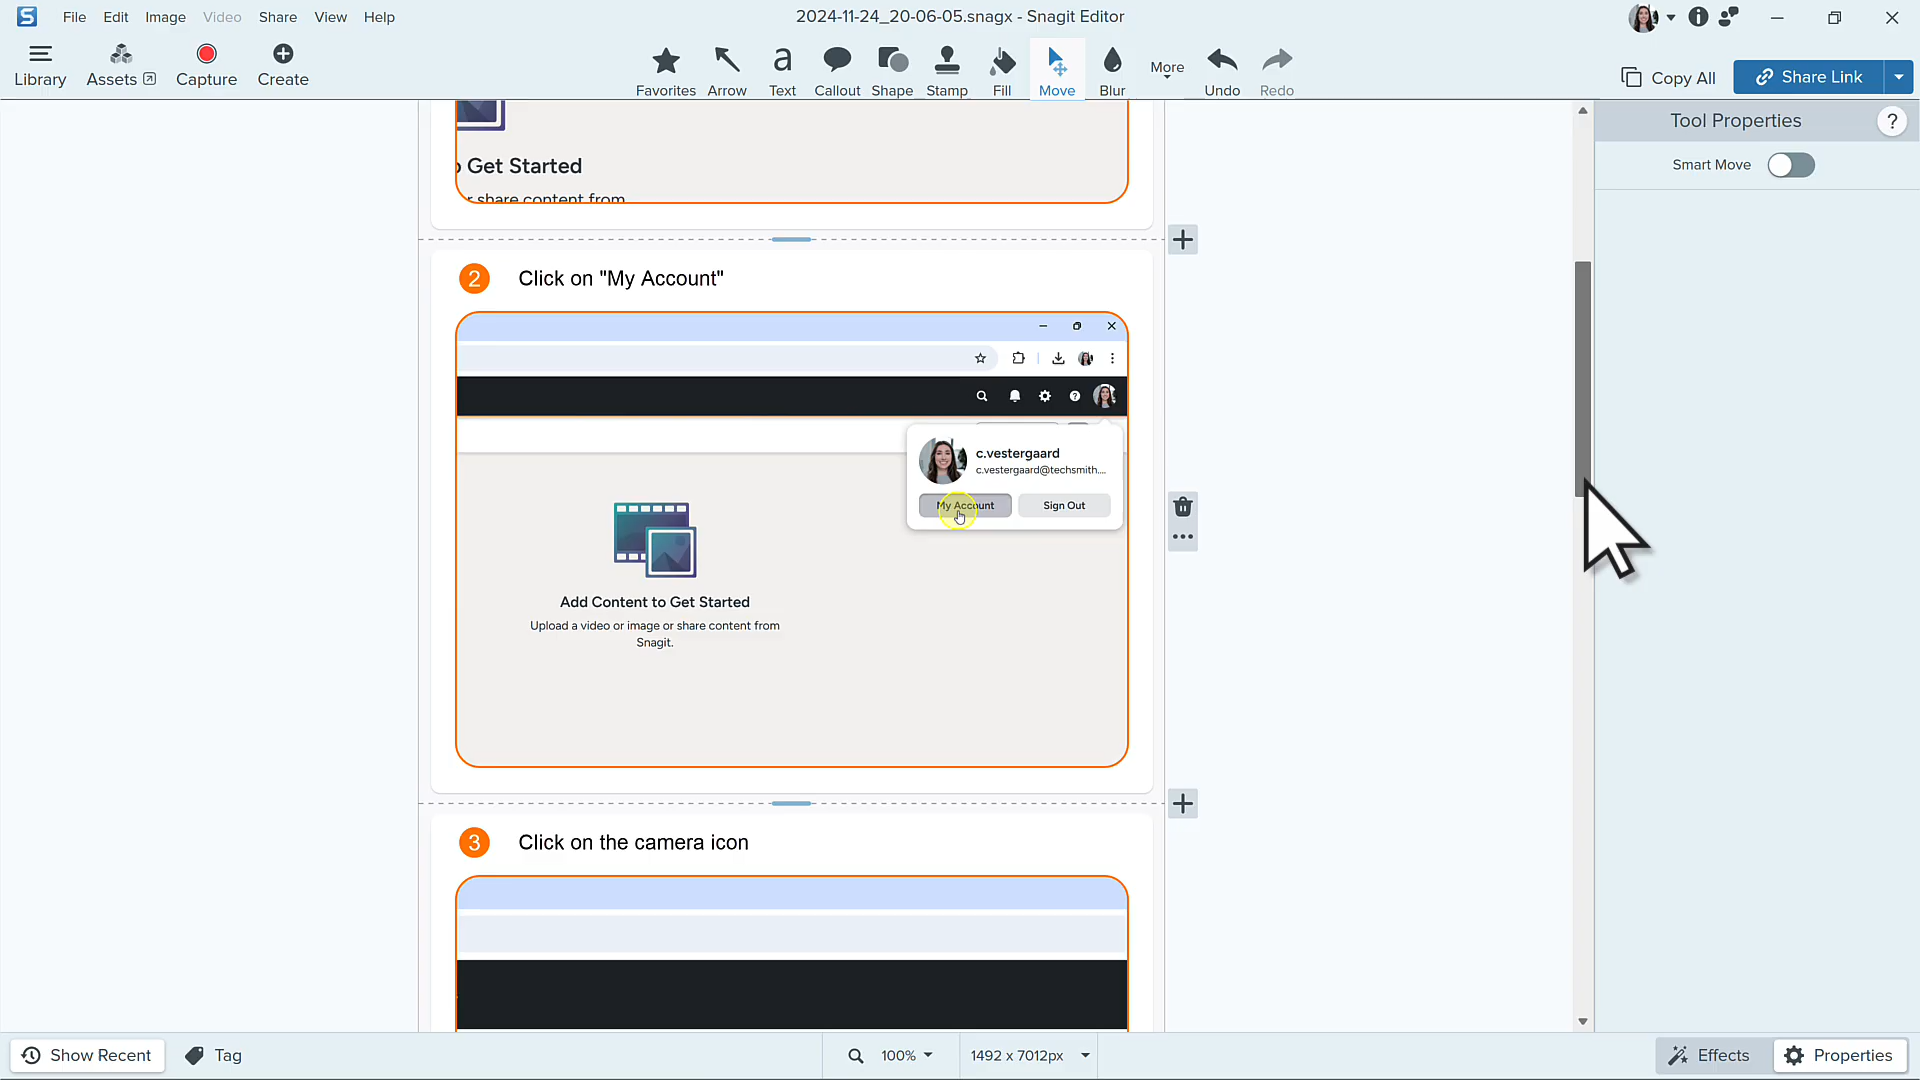 File Edit Image Video Share View Help
2024-11-24_20-06-05.snagx - Snagit Editor
Library Assets Capture Create
Favorites Arrow Text Callout Shape Stamp Fill Move Blur More Undo Redo
Copy All
Share Link
Tool Properties
?
Smart Move
Get Started
r share content from
2 Click on "My Account"
c.vestergaard
c.vestergaard@techsmith....
My Account
Sign Out
Add Content to Get Started
Upload a video or image or share content from
Snagit.
3 Click on the camera icon
Show Recent
Tag
100%
1492 x 7012px
Effects
Properties